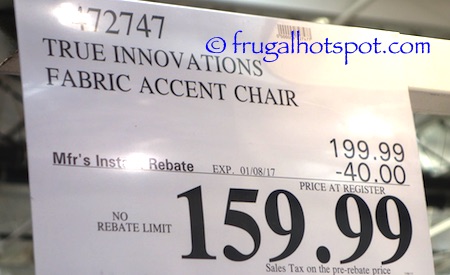 472747
© frugalhotspot.com
TRUE INNOVATIONS
FABRIC ACCENT CHAIR
199.99
Mfr's Instant Rebate EXP. 01/08/17 -40.00
PRICE AT REGISTER
NO
REBATE LIMIT
159.99
Sales Tax on the pre-rebate price